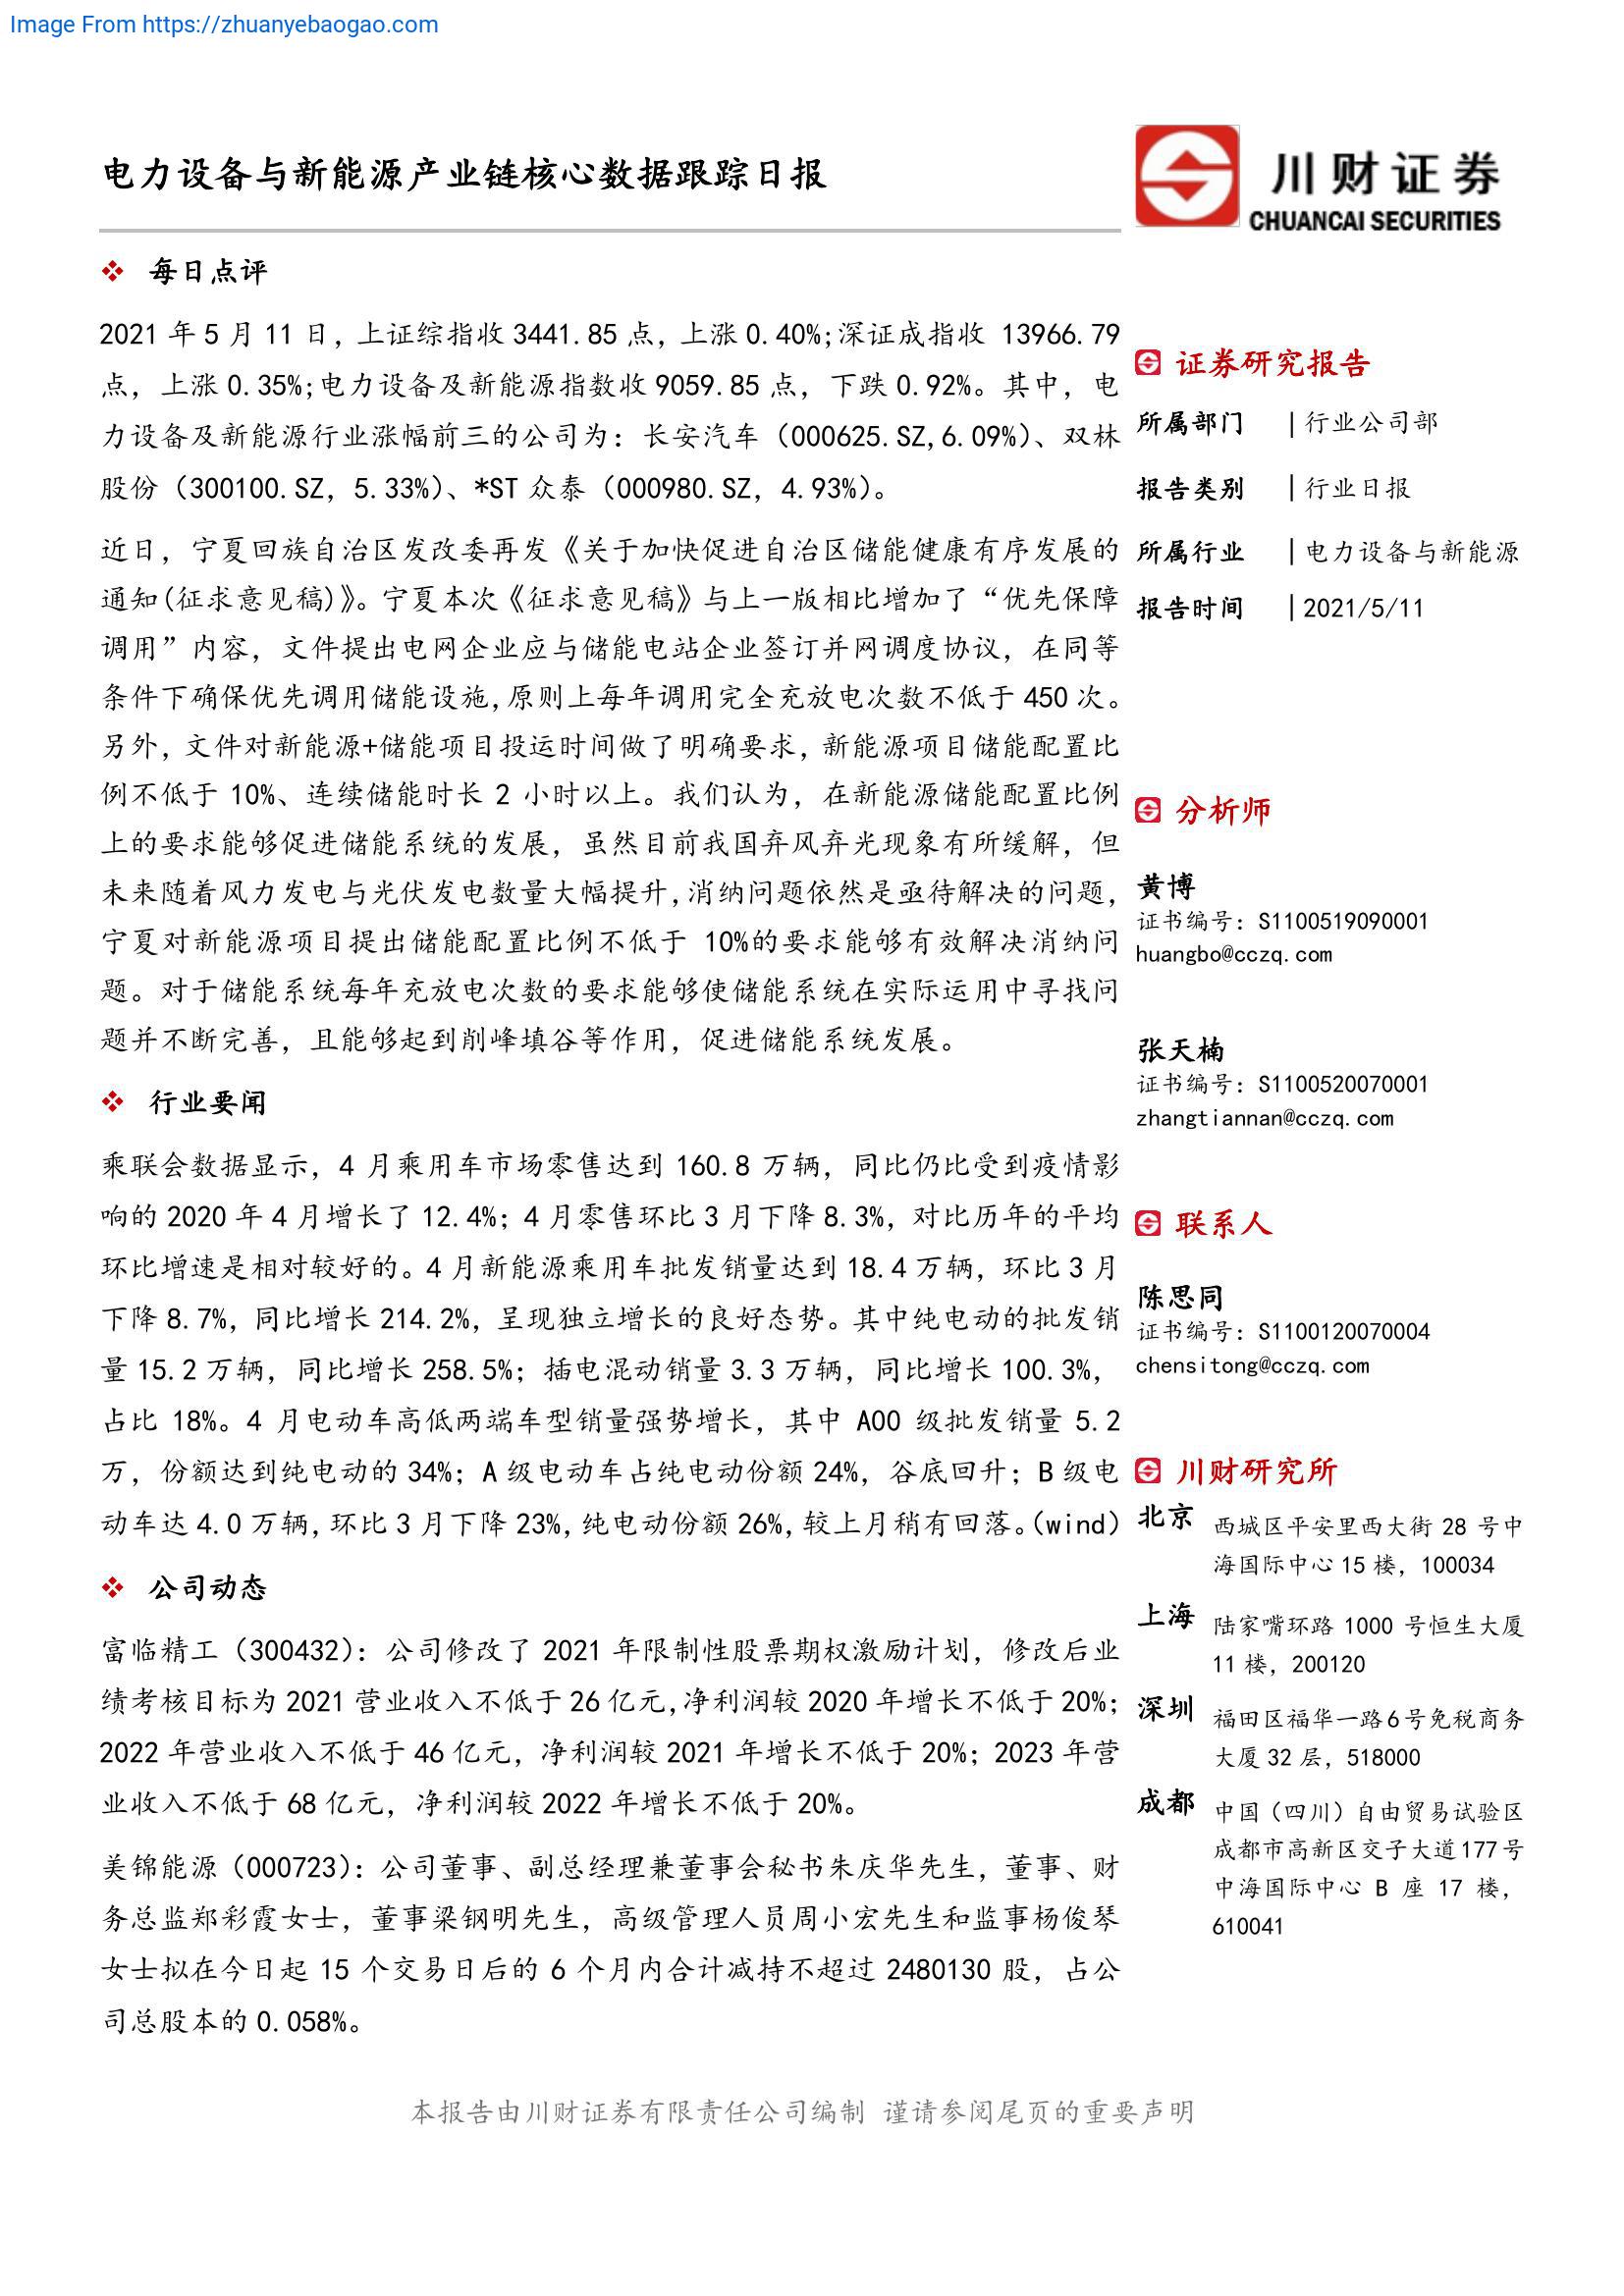 Image From https://zhuanyebaogao.com
电力设备与新能源产业链核心数据跟踪日报
川财证券
CHUANCAI SECURITIES
每日点评
2021 年 5 月 11 日，上证综指收 3441.85 点，上涨 0.40%;深证成指收 13966.79
点，上涨 0.35%;电力设备及新能源指数收 9059.85 点，下跌 0.92%。其中，电
力设备及新能源行业涨幅前三的公司为：长安汽车（000625.SZ,6.09%）、双林
股份（300100.SZ，5.33%）、*ST 众泰（000980.SZ，4.93%）。
近日，宁夏回族自治区发改委再发《关于加快促进自治区储能健康有序发展的
通知(征求意见稿)》。宁夏本次《征求意见稿》与上一版相比增加了“优先保障
调用”内容，文件提出电网企业应与储能电站企业签订并网调度协议，在同等
条件下确保优先调用储能设施,原则上每年调用完全充放电次数不低于 450 次。
另外，文件对新能源+储能项目投运时间做了明确要求，新能源项目储能配置比
例不低于 10%、连续储能时长 2 小时以上。我们认为，在新能源储能配置比例
上的要求能够促进储能系统的发展，虽然目前我国弃风弃光现象有所缓解，但
未来随着风力发电与光伏发电数量大幅提升,消纳问题依然是亟待解决的问题，
宁夏对新能源项目提出储能配置比例不低于 10%的要求能够有效解决消纳问
题。对于储能系统每年充放电次数的要求能够使储能系统在实际运用中寻找问
题并不断完善，且能够起到削峰填谷等作用，促进储能系统发展。
行业要闻
乘联会数据显示，4 月乘用车市场零售达到 160.8 万辆，同比仍比受到疫情影
响的 2020 年 4 月增长了 12.4%；4 月零售环比 3 月下降 8.3%，对比历年的平均
环比增速是相对较好的。4 月新能源乘用车批发销量达到 18.4 万辆，环比 3 月
下降 8.7%，同比增长 214.2%，呈现独立增长的良好态势。其中纯电动的批发销
量 15.2 万辆，同比增长 258.5%；插电混动销量 3.3 万辆，同比增长 100.3%，
占比 18%。4 月电动车高低两端车型销量强势增长，其中 A00 级批发销量 5.2
万，份额达到纯电动的 34%；A 级电动车占纯电动份额 24%，谷底回升；B 级电
动车达 4.0 万辆,环比 3 月下降 23%,纯电动份额 26%,较上月稍有回落。(wind)
公司动态
富临精工（300432）：公司修改了 2021 年限制性股票期权激励计划，修改后业
绩考核目标为 2021 营业收入不低于 26 亿元,净利润较 2020 年增长不低于 20%；
2022 年营业收入不低于 46 亿元，净利润较 2021 年增长不低于 20%；2023 年营
业收入不低于 68 亿元，净利润较 2022 年增长不低于 20%。
美锦能源（000723）：公司董事、副总经理兼董事会秘书朱庆华先生，董事、财
务总监郑彩霞女士，董事梁钢明先生，高级管理人员周小宏先生和监事杨俊琴
女士拟在今日起 15 个交易日后的 6 个月内合计减持不超过 2480130 股，占公
司总股本的 0.058%。
证券研究报告
所属部门 |行业公司部
报告类别 |行业日报
所属行业 |电力设备与新能源
报告时间 |2021/5/11
分析师
黄博
证书编号：S1100519090001
huangbo@cczq.com
张天楠
证书编号：S1100520070001
zhangtiannan@cczq.com
联系人
陈思同
证书编号：S1100120070004
chensitong@cczq.com
川财研究所
北京 西城区平安里西大街 28 号中
海国际中心 15 楼，100034
上海 陆家嘴环路 1000 号恒生大厦
11 楼，200120
深圳 福田区福华一路 6 号免税商务
大厦 32 层，518000
成都 中国（四川）自由贸易试验区
成都市高新区交子大道 177 号
中海国际中心 B 座 17 楼，
610041
本报告由川财证券有限责任公司编制 谨请参阅尾页的重要声明